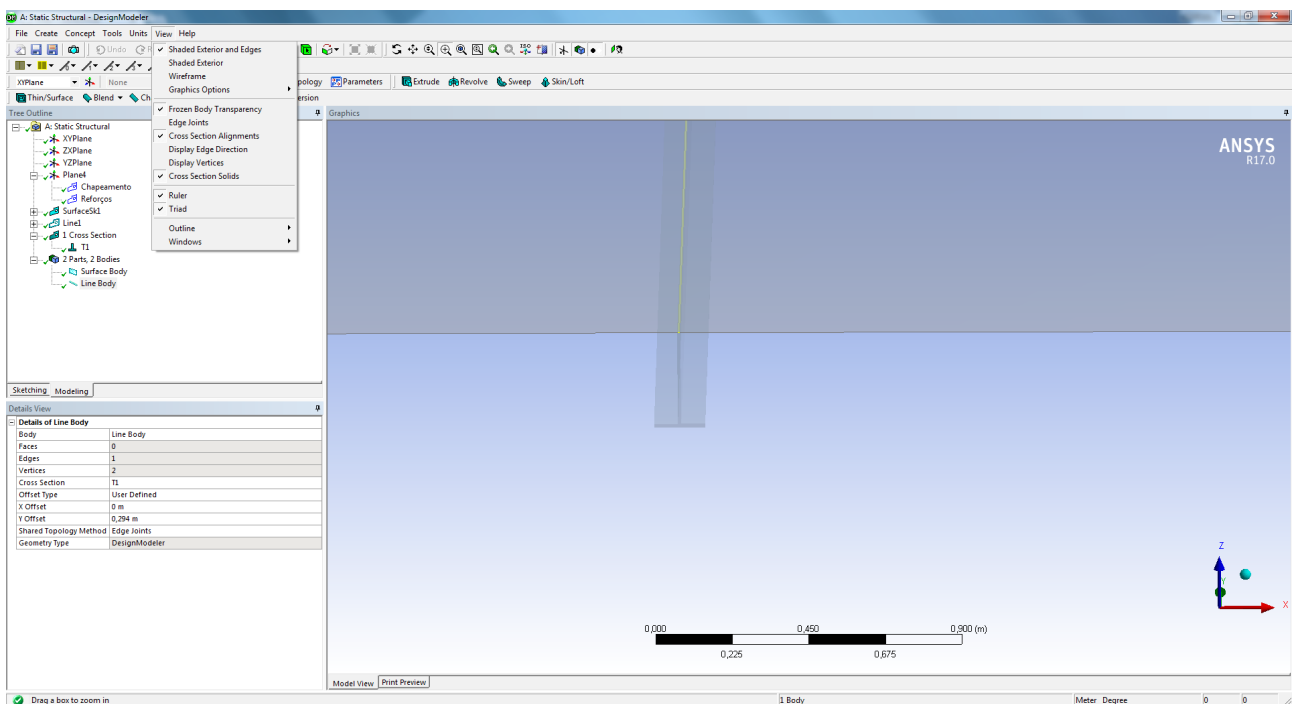 A: Static Structural - DesignModeler
File Create Concept Tools Units View Help
Undo
XYPlane None pology Parameters Extrude Revolve Sweep Skin/Loft
Thin/Surface Blend Ch ersion
Shaded Exterior and Edges
Shaded Exterior
Wireframe
Graphics Options
Frozen Body Transparency
Edge Joints
Cross Section Alignments
Display Edge Direction
Display Vertices
Cross Section Solids
Ruler
Triad
Outline
Windows
Tree Outline
A: Static Structural
XYPlane
ZXPlane
YZPlane
Plane4
Chapeamento
Reforços
SurfaceSk1
Line1
1 Cross Section
T1
2 Parts, 2 Bodies
Surface Body
Line Body
Sketching Modeling
Details View
Details of Line Body
Body Line Body
Faces 0
Edges 1
Vertices 2
Cross Section T1
Offset Type User Defined
X Offset 0 m
Y Offset 0,294 m
Shared Topology Method Edge Joints
Geometry Type DesignModeler
Graphics
ANSYS
R17.0
Z
Y
X
0,000 0,450 0,900 (m)
0,225 0,675
Model View Print Preview
Drag a box to zoom in 1 Body Meter Degree 0 0